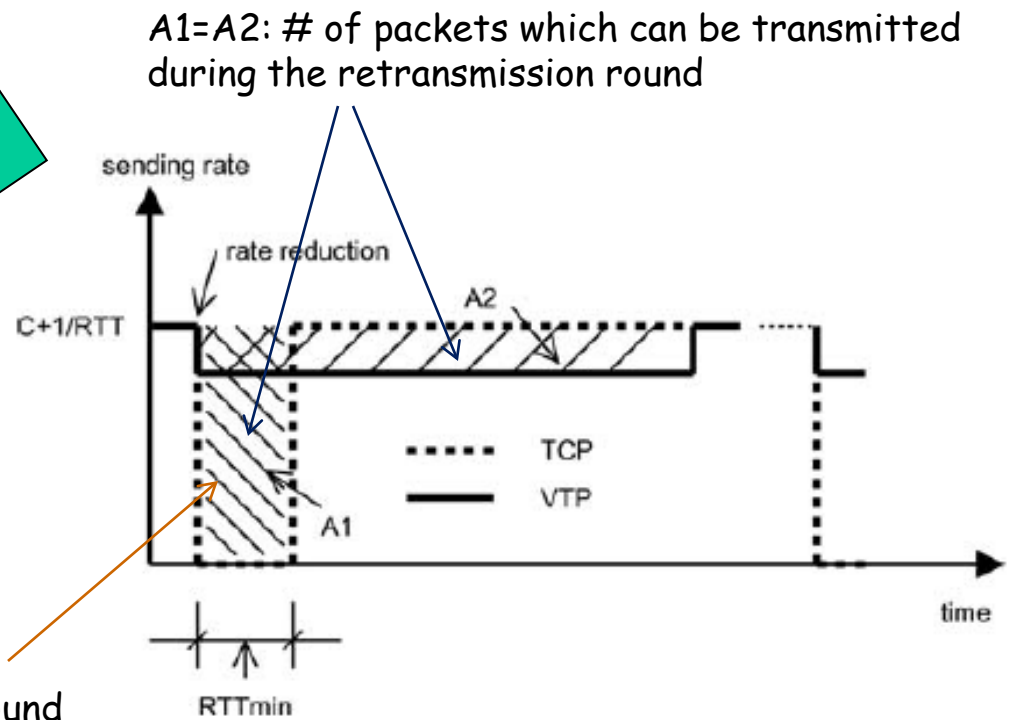 A1=A2: # of packets which can be transmitted
during the retransmission round
sending rate
rate reduction
A2
C+1/RTT
TCP
VTP
A1
time
RTTmin
und